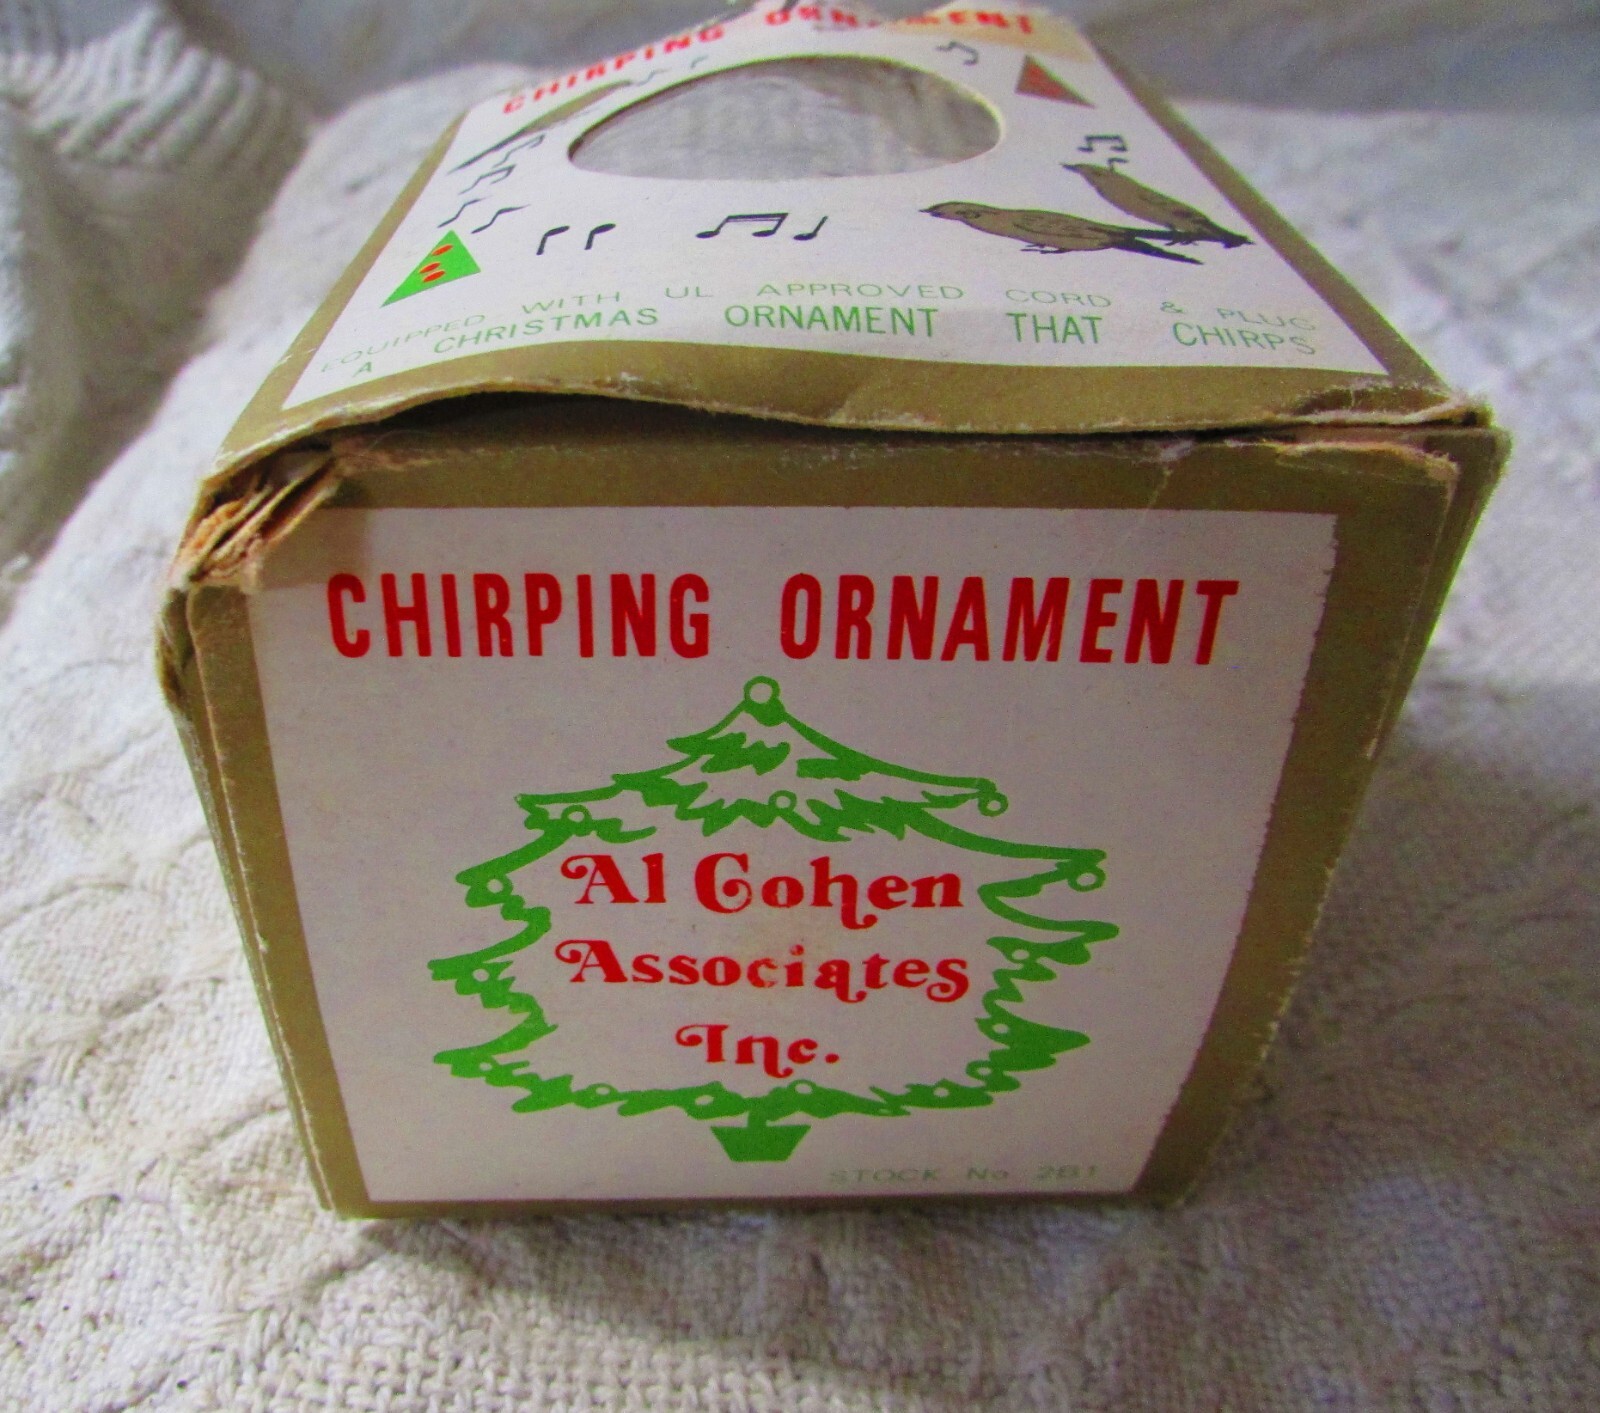 CHIRPING ORNAMENT
EQUIPPED WITH UL APPROVED CORD & PLUG
A CHRISTMAS ORNAMENT THAT CHIRPS
CHIRPING ORNAMENT
Al Cohen
Associates
Inc.
STOCK No 2B1